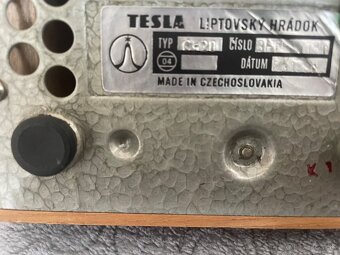 TESLA LIPTOVSKÝ HRÁDOK
TYP ČÍSLO
04 DÁTUM
MADE IN CZECHOSLOVAKIA
K